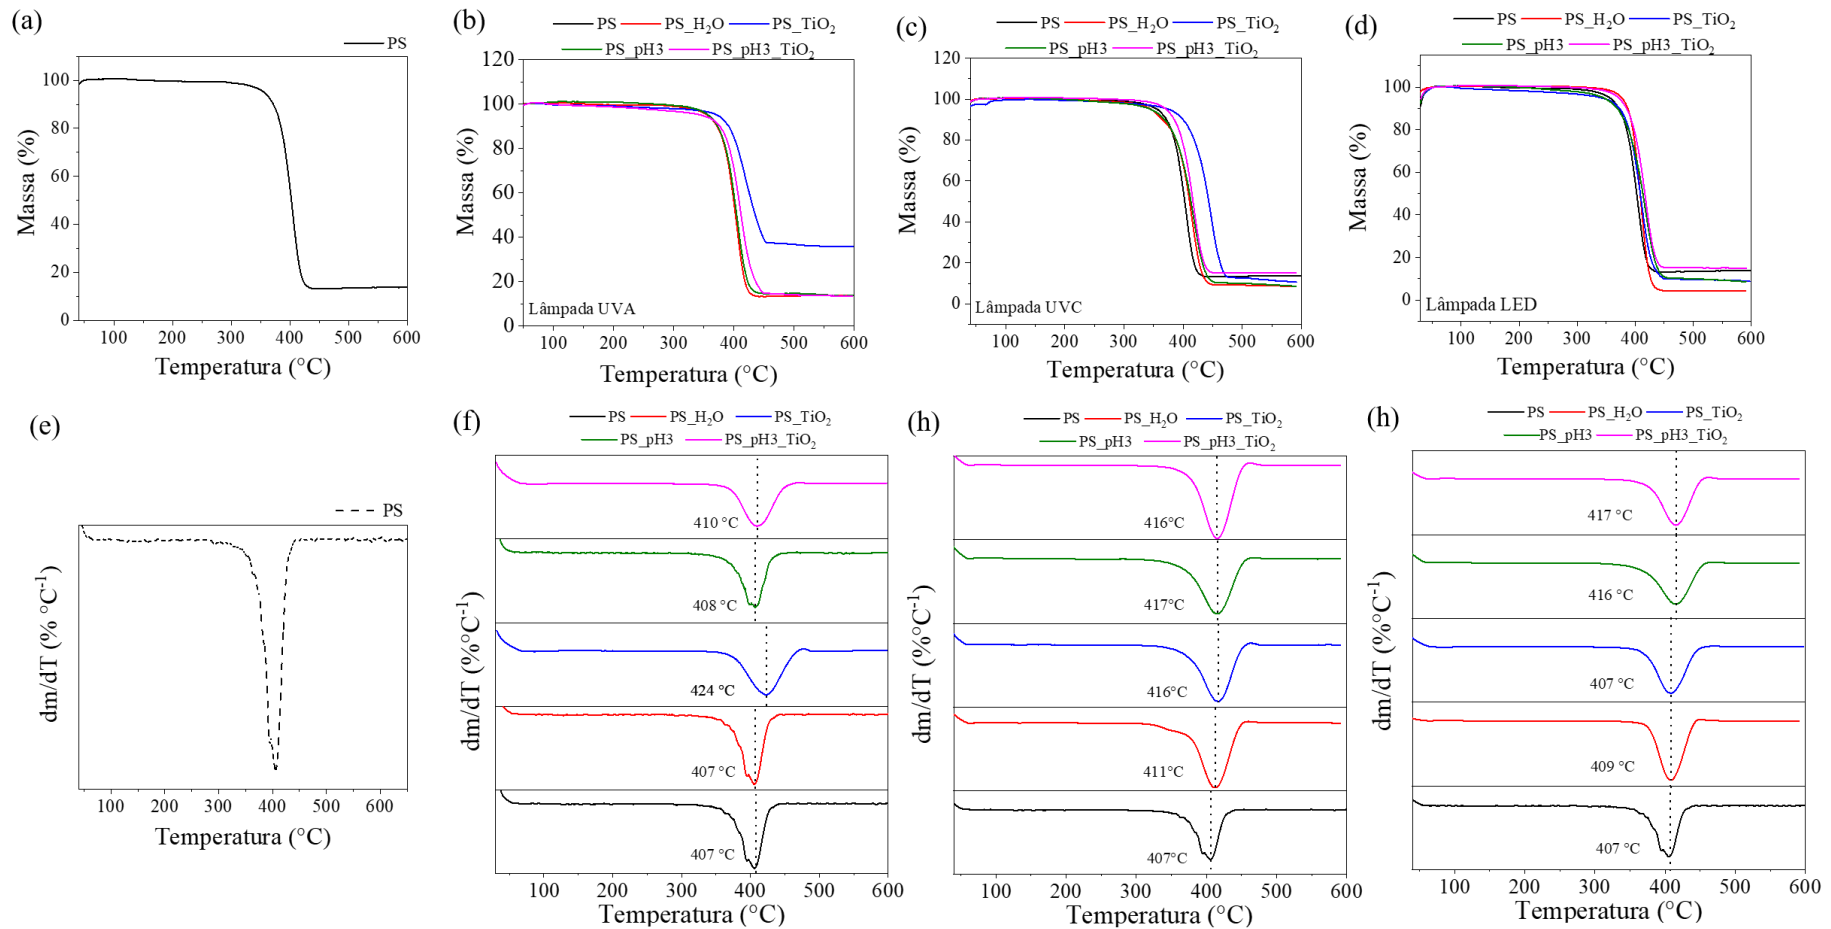 (a)
PS
100
80
60
40
20
0
Massa (%)
100 200 300 400 500 600
Temperatura (°C)
(b)
PS PS_H₂O PS_TiO₂
PS_pH3 PS_pH3_TiO₂
120
100
80
60
40
20
0
Massa (%)
Lâmpada UVA
100 200 300 400 500 600
Temperatura (°C)
(c)
PS PS_H₂O PS_TiO₂
PS_pH3 PS_pH3_TiO₂
120
100
80
60
40
20
0
Massa (%)
Lâmpada UVC
100 200 300 400 500 600
Temperatura (°C)
(d)
PS PS_H₂O PS_TiO₂
PS_pH3 PS_pH3_TiO₂
100
80
60
40
20
0
Massa (%)
Lâmpada LED
100 200 300 400 500 600
Temperatura (°C)
(e)
PS
dm/dT (% °C⁻¹)
100 200 300 400 500 600
Temperatura (°C)
(f)
PS PS_H₂O PS_TiO₂
PS_pH3 PS_pH3_TiO₂
410 °C
408 °C
424 °C
407 °C
407 °C
dm/dT (%°C⁻¹)
100 200 300 400 500 600
Temperatura (°C)
(h)
PS PS_H₂O PS_TiO₂
PS_pH3 PS_pH3_TiO₂
416°C
417°C
416°C
411°C
407°C
dm/dT (%°C⁻¹)
100 200 300 400 500 600
Temperatura (°C)
(h)
PS PS_H₂O PS_TiO₂
PS_pH3 PS_pH3_TiO₂
417 °C
416 °C
407 °C
409 °C
407 °C
dm/dT (%°C⁻¹)
100 200 300 400 500 600
Temperatura (°C)